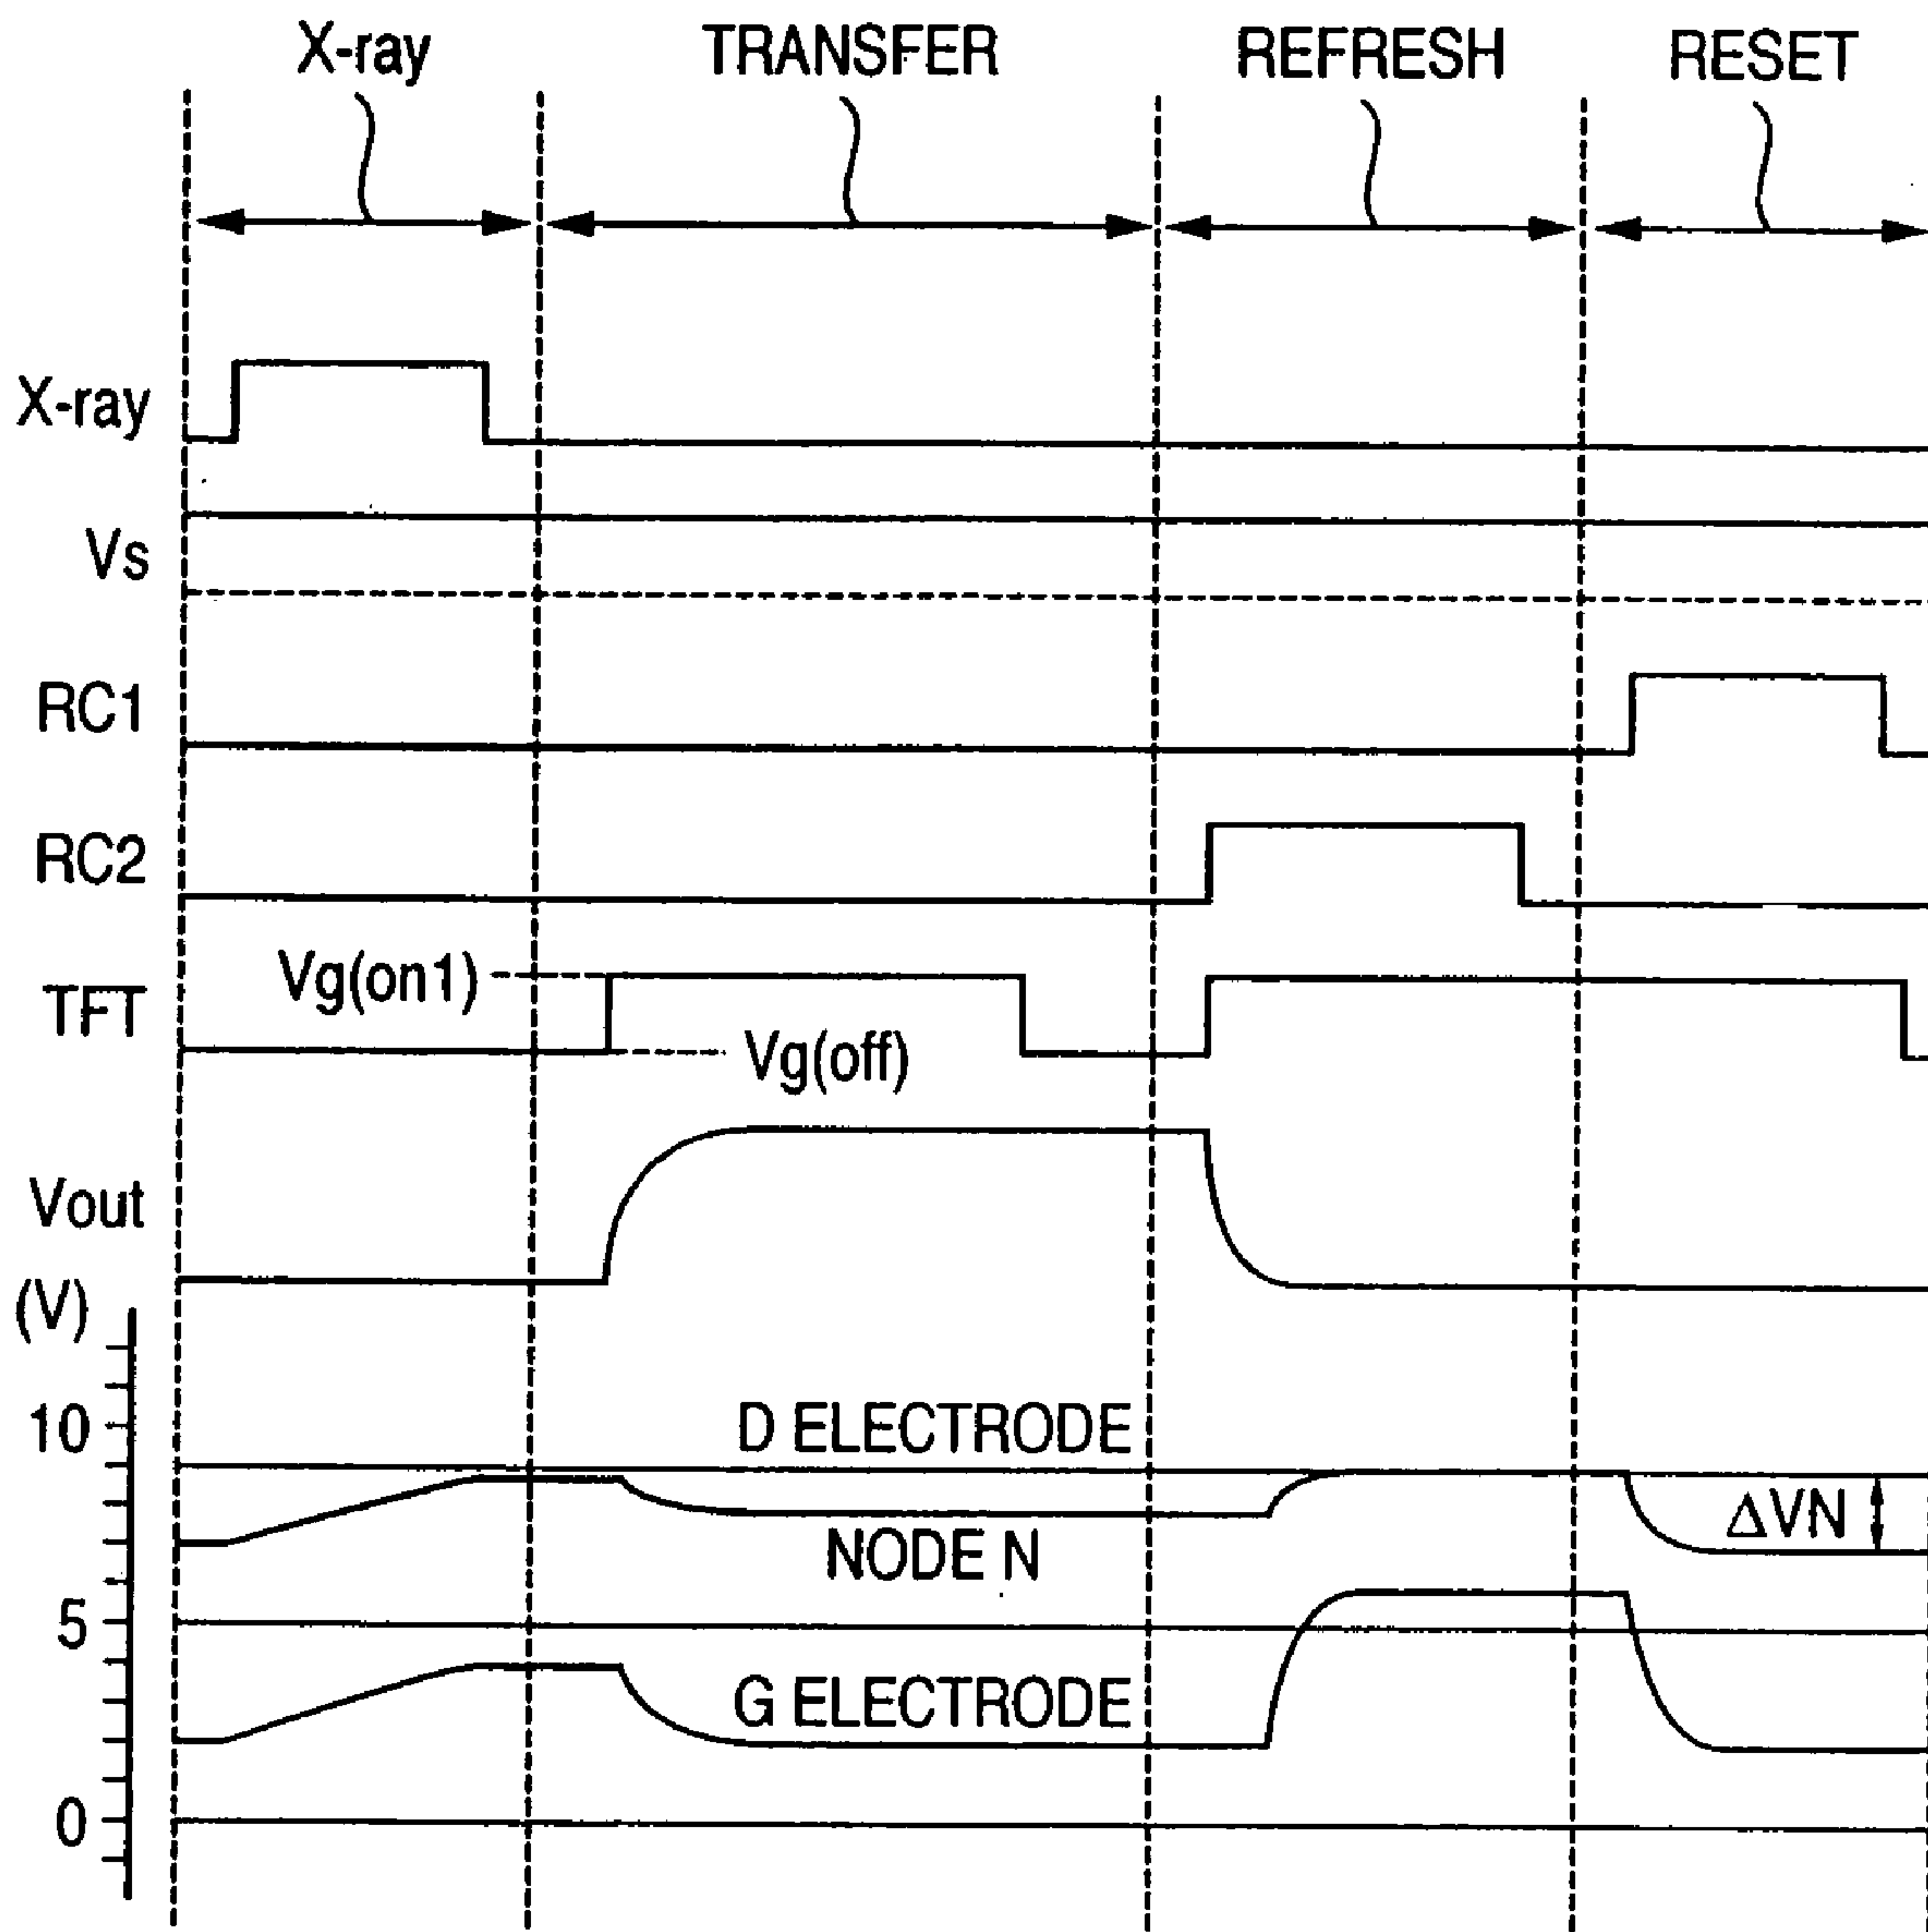 X-ray TRANSFER REFRESH RESET
X-ray
Vs
RC1
RC2
Vg(on1)
TFT
Vg(off)
Vout
(V)
10
D ELECTRODE
ΔVN
NODE N
5
G ELECTRODE
0